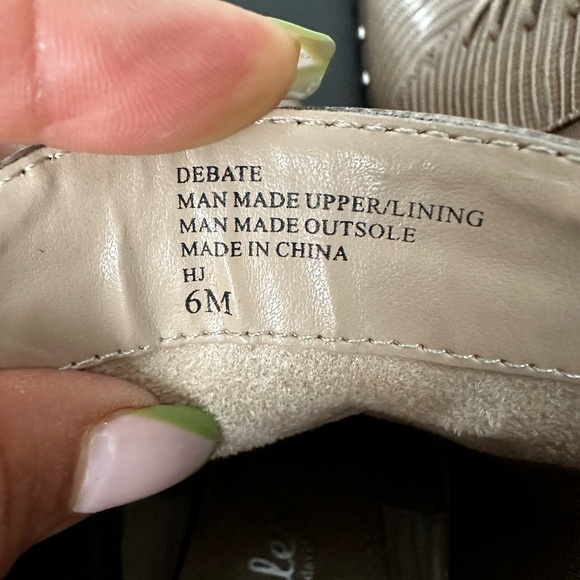 DEBATE
MAN MADE UPPER/LINING
MAN MADE OUTSOLE
MADE IN CHINA
HJ
6M